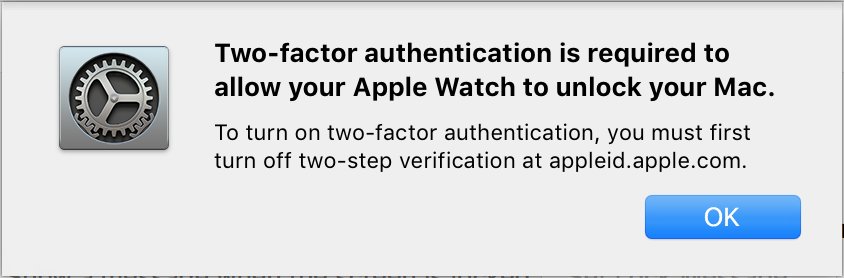 Two-factor authentication is required to
allow your Apple Watch to unlock your Mac.
To turn on two-factor authentication, you must first
turn off two-step verification at appleid.apple.com.
OK